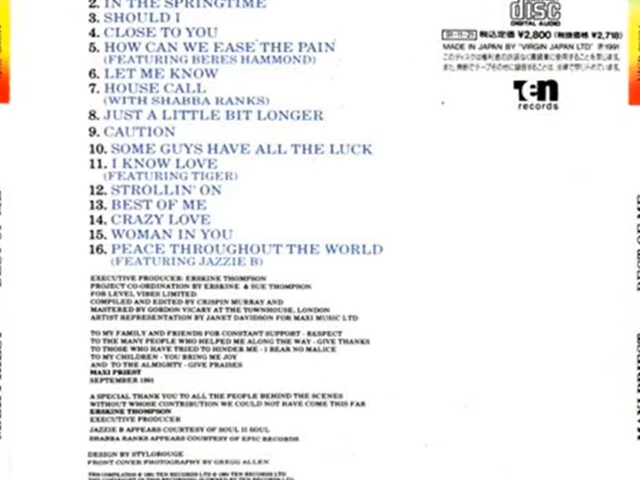 2. IN THE SPRINGTIME
3. SHOULD I
4. CLOSE TO YOU
5. HOW CAN WE EASE THE PAIN
(FEATURING BERES HAMMOND)
6. LET ME KNOW
7. HOUSE CALL
(WITH SHABBA RANKS)
8. JUST A LITTLE BIT LONGER
9. CAUTION
10. SOME GUYS HAVE ALL THE LUCK
11. I KNOW LOVE
(FEATURING TIGER)
12. STROLLIN' ON
13. BEST OF ME
14. CRAZY LOVE
15. WOMAN IN YOU
16. PEACE THROUGHOUT THE WORLD
(FEATURING JAZZIE B)
EXECUTIVE PRODUCER: ERSKINE THOMPSON
PROJECT CO-ORDINATION BY ERSKINE & SUE THOMPSON
FOR LEVEL VIBES LIMITED
COMPILED AND EDITED BY CRISPIN MURRAY AND
MASTERED BY GORDON VICARY AT THE TOWNHOUSE, LONDON
ARTIST REPRESENTATION BY JANET DAVIDSON FOR MAXI MUSIC LTD
TO MY FAMILY AND FRIENDS FOR CONSTANT SUPPORT - RESPECT
TO THE MANY PEOPLE WHO HELPED ME ALONG THE WAY - GIVE THANKS
TO THOSE WHO HAVE TRIED TO HINDER ME - I BEAR NO MALICE
TO MY CHILDREN - YOU BRING ME JOY
AND TO THE ALMIGHTY - GIVE PRAISES
MAXI PRIEST
SEPTEMBER 1991
A SPECIAL THANK YOU TO ALL THE PEOPLE BEHIND THE SCENES
WITHOUT WHOSE CONTRIBUTION WE COULD NOT HAVE COME THIS FAR
ERSKINE THOMPSON
EXECUTIVE PRODUCER
JAZZIE B APPEARS COURTESY OF SOUL II SOUL
SHABBA RANKS APPEARS COURTESY OF EPIC RECORDS
DESIGN BY STYLOROUGE
FRONT COVER PHOTOGRAPHY BY GREGG ALLEN
disc
DIGITAL AUDIO
税込定価 ¥2,800 (税抜価格 ¥2,718)
MADE IN JAPAN BY "VIRGIN JAPAN LTD" ℗1991
ten
records